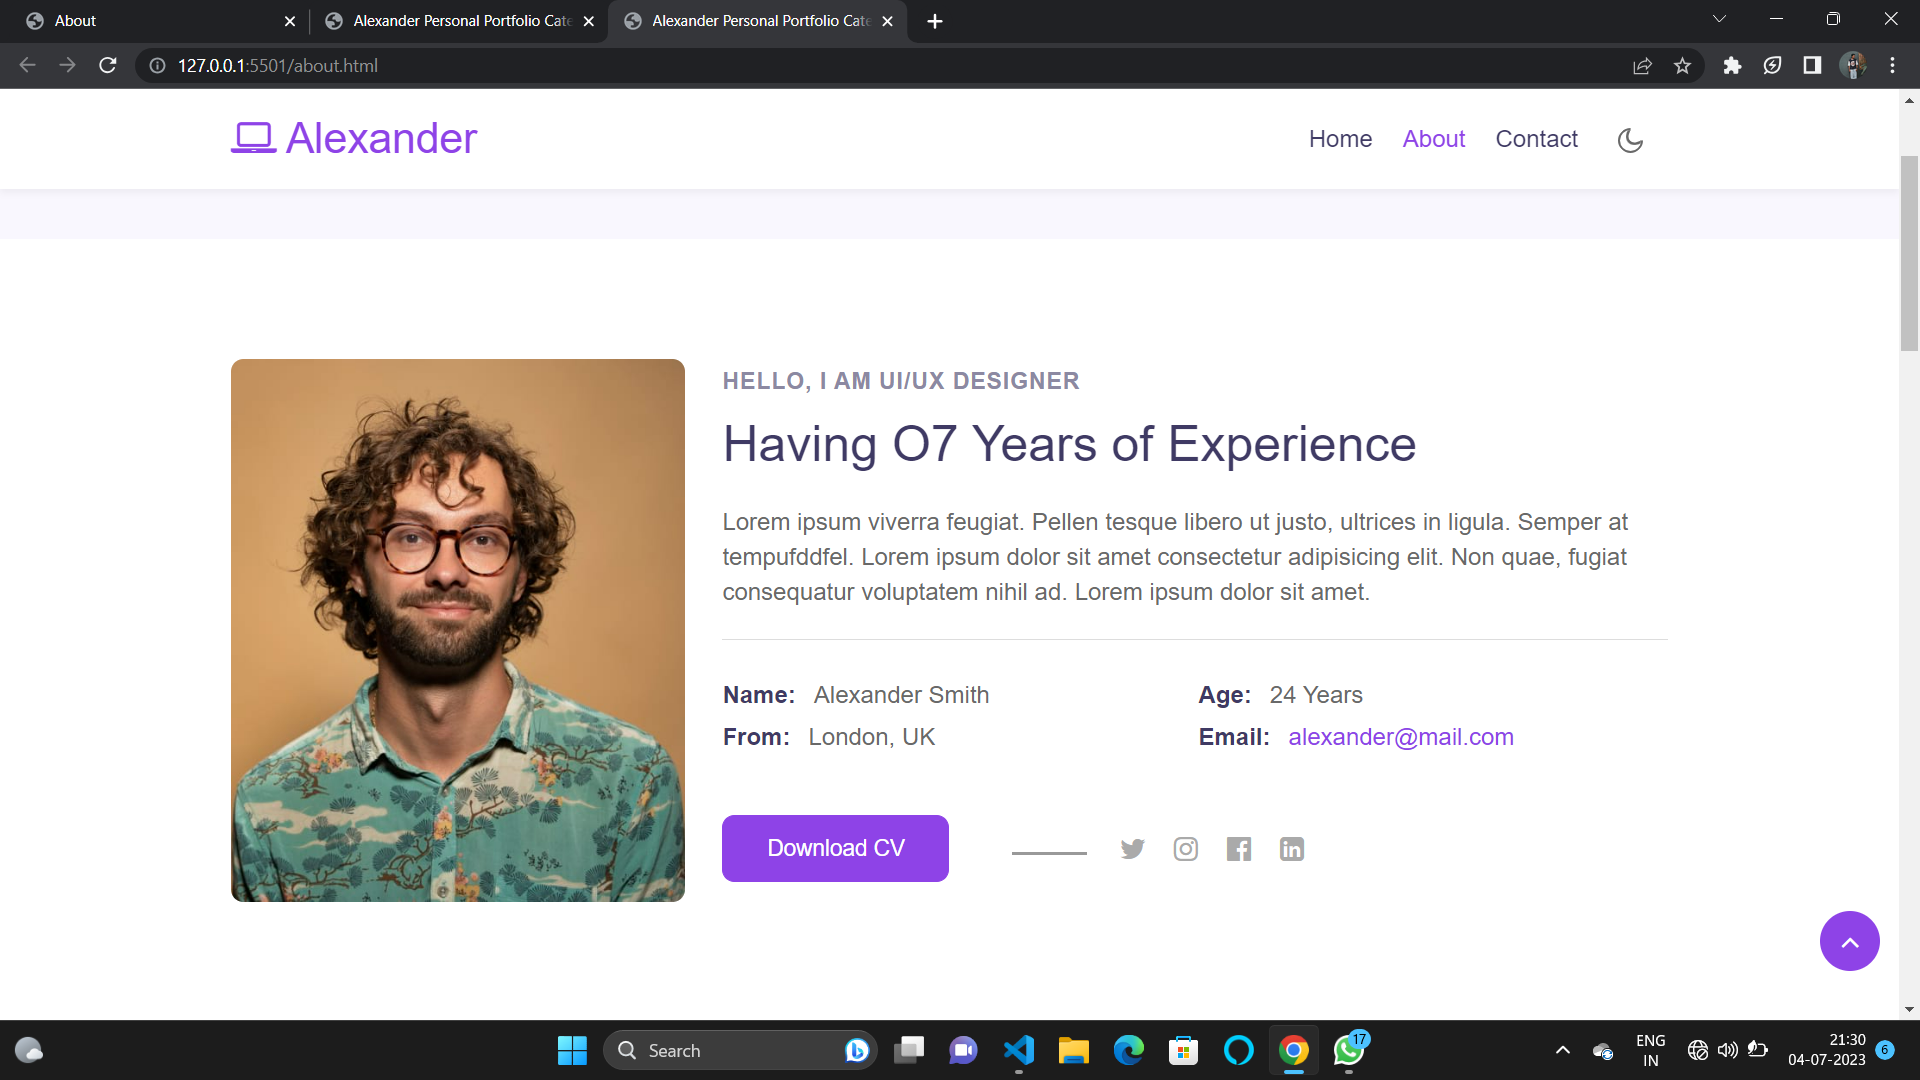 About
Alexander Personal Portfolio Cate
Alexander Personal Portfolio Cate
127.0.0.1:5501/about.html
Alexander
Home About Contact
HELLO, I AM UI/UX DESIGNER
Having O7 Years of Experience
Lorem ipsum viverra feugiat. Pellen tesque libero ut justo, ultrices in ligula. Semper at
tempufddfel. Lorem ipsum dolor sit amet consectetur adipisicing elit. Non quae, fugiat
consequatur voluptatem nihil ad. Lorem ipsum dolor sit amet.
Name: Alexander Smith
Age: 24 Years
From: London, UK
Email: alexander@mail.com
Download CV
Search
17
ENG
IN
21:30
04-07-2023
6